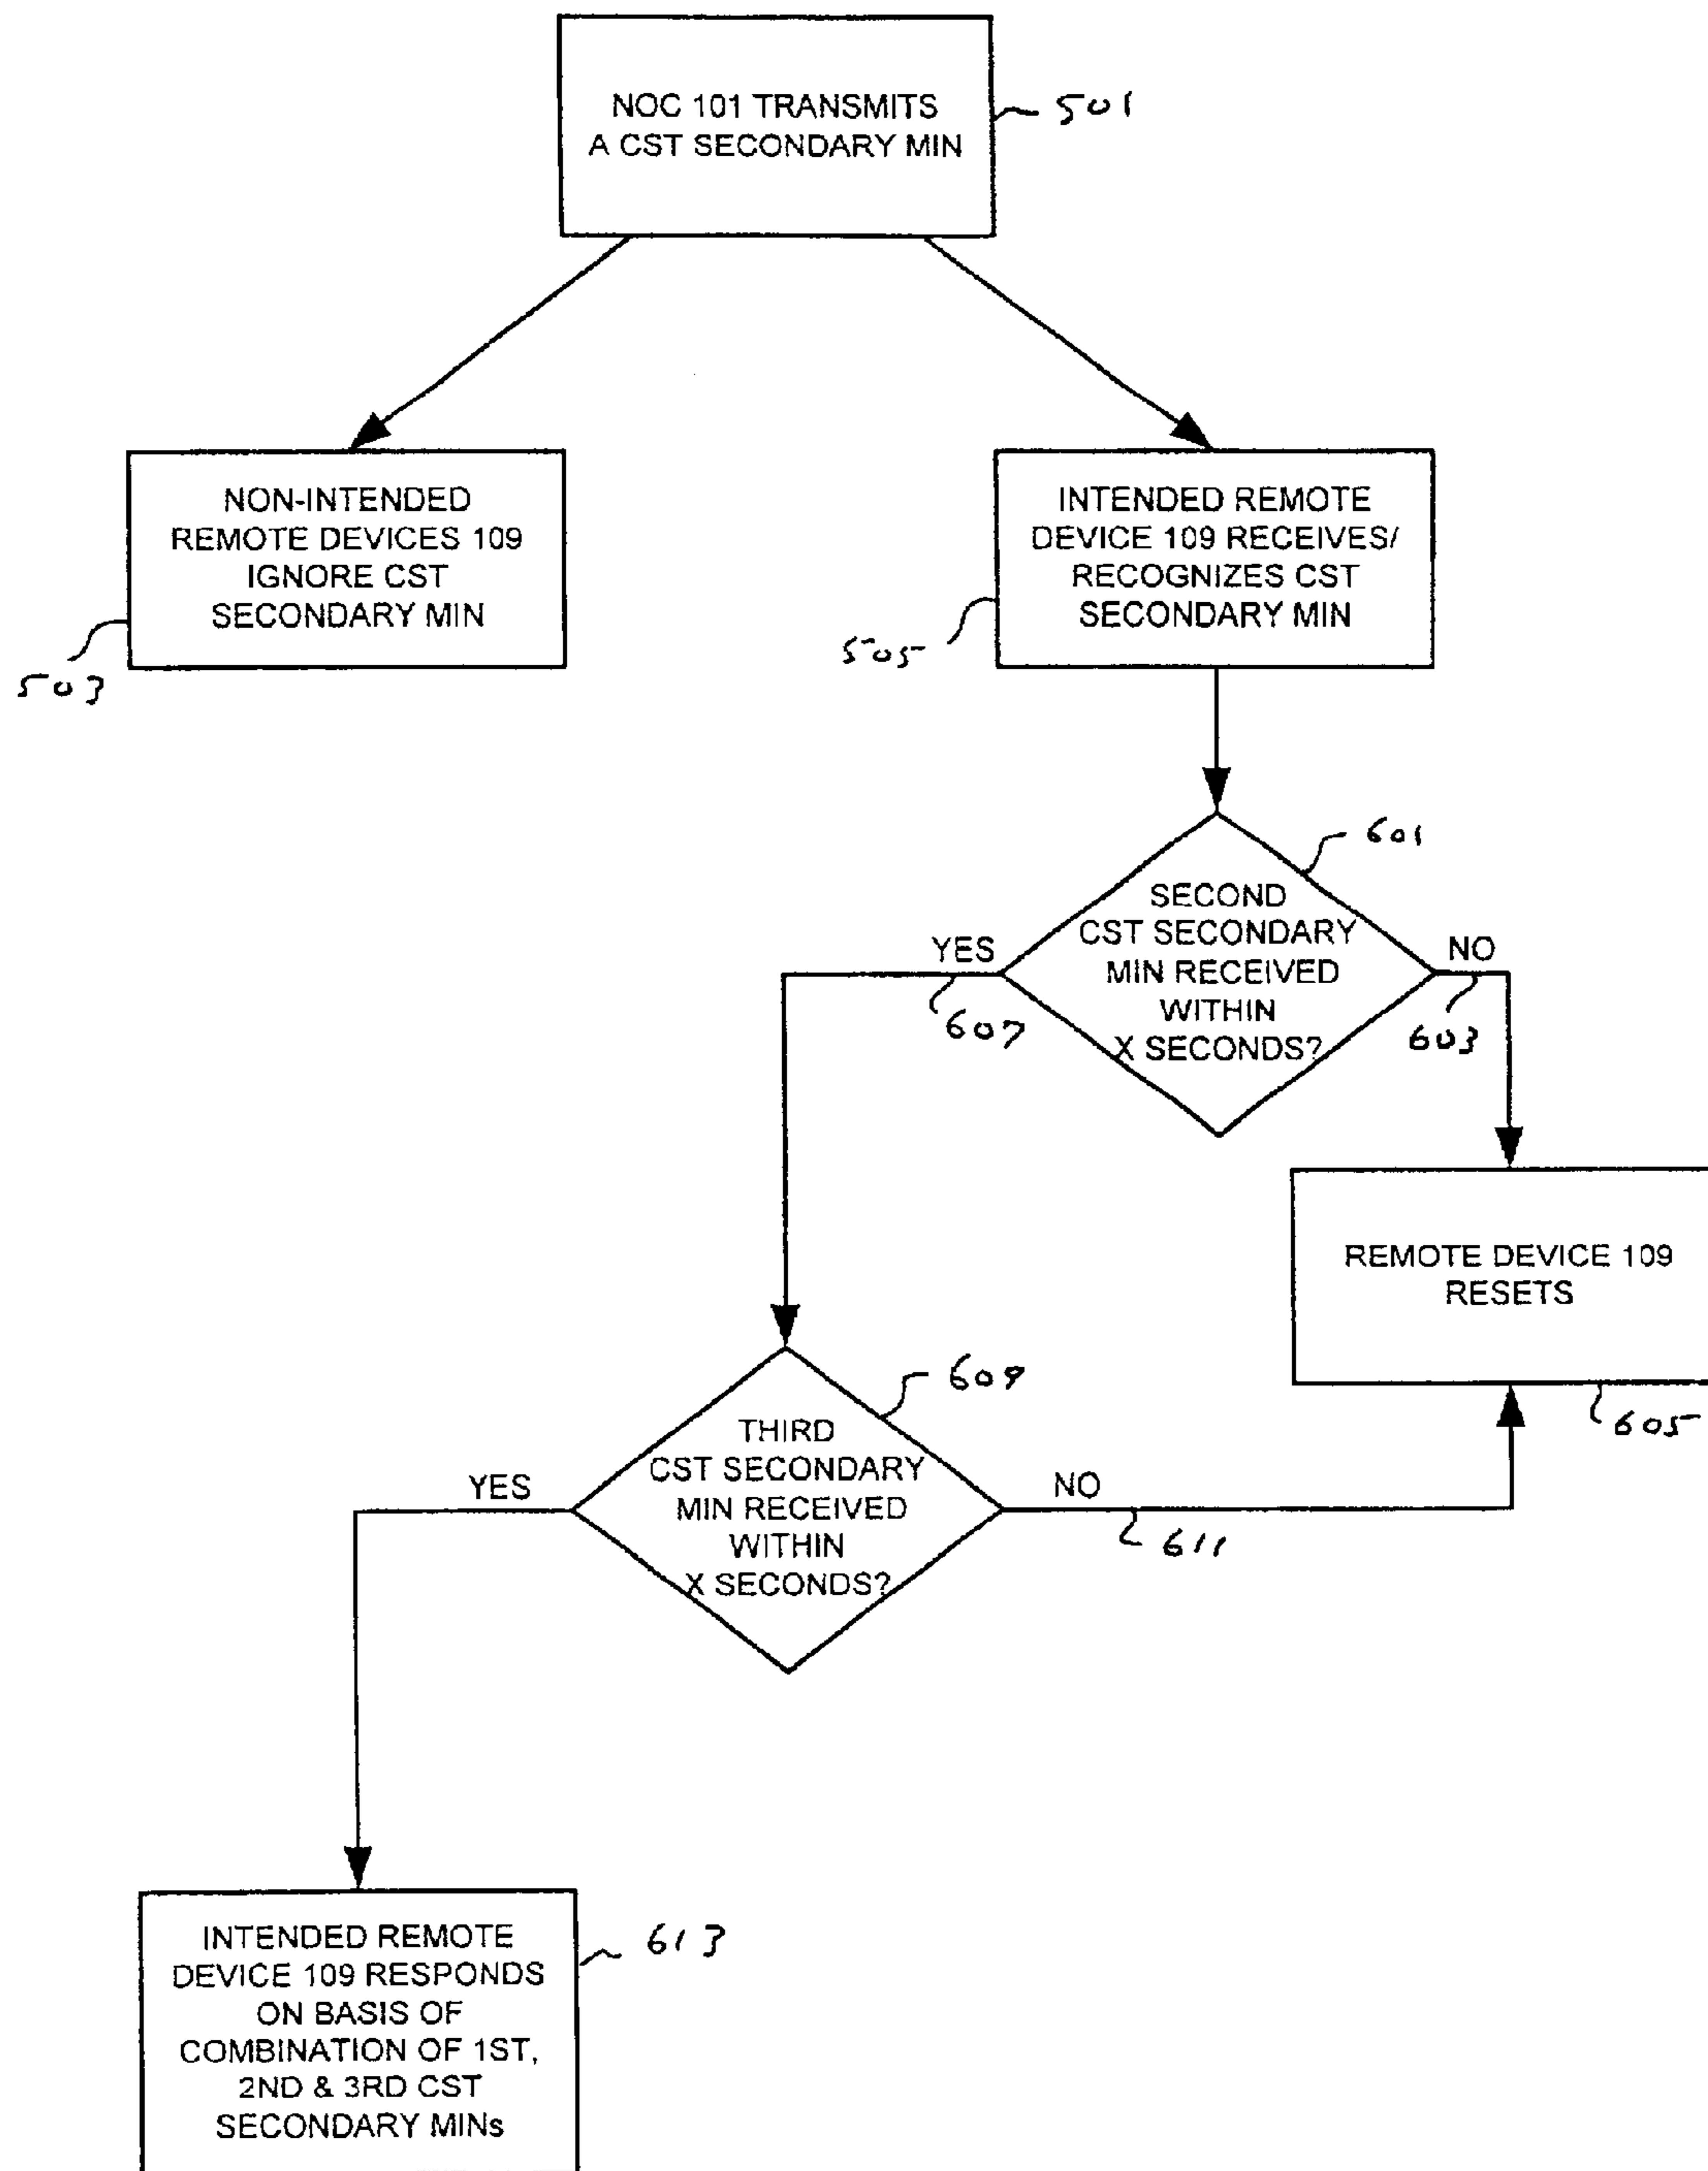 NOC 101 TRANSMITS
A CST SECONDARY MIN
501
NON-INTENDED
REMOTE DEVICES 109
IGNORE CST
SECONDARY MIN
503
INTENDED REMOTE
DEVICE 109 RECEIVES/
RECOGNIZES CST
SECONDARY MIN
505
601
SECOND
CST SECONDARY
MIN RECEIVED
WITHIN
X SECONDS?
YES
607
NO
603
REMOTE DEVICE 109
RESETS
605
609
THIRD
CST SECONDARY
MIN RECEIVED
WITHIN
X SECONDS?
YES
NO
611
INTENDED REMOTE
DEVICE 109 RESPONDS
ON BASIS OF
COMBINATION OF 1ST,
2ND & 3RD CST
SECONDARY MINs
613